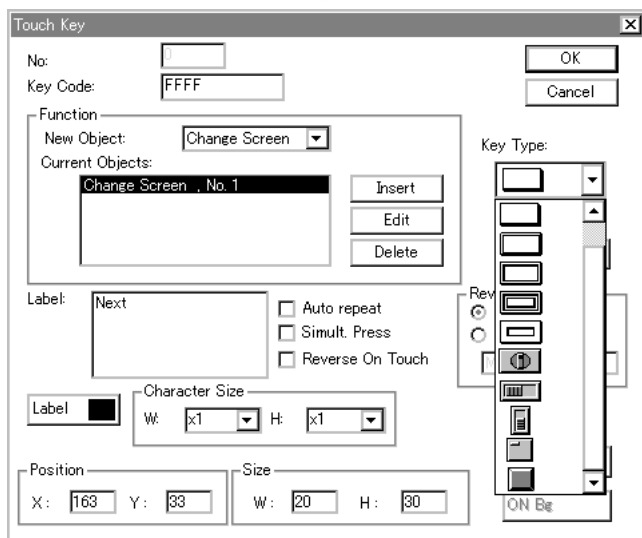 Touch Key
No:
0
OK
Key Code:
FFFF
Cancel
Function
New Object:
Change Screen
Key Type:
Current Objects:
Change Screen , No. 1
Insert
Edit
Delete
Label:
Next
Auto repeat
Simult. Press
Reverse On Touch
Rev
Label
Character Size
W:
x1
H:
x1
Position
X:
163
Y:
33
Size
W:
20
H:
30
ON Bg